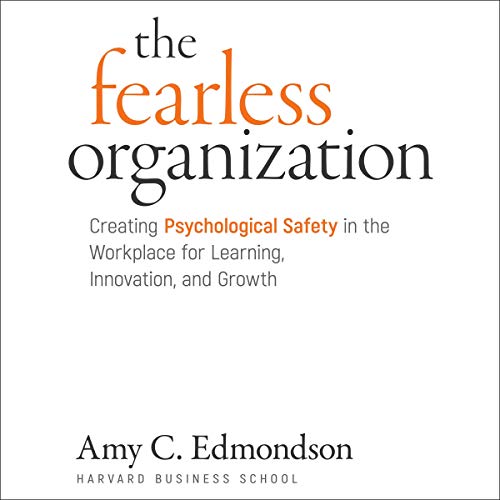 the
fearless
organization
Creating Psychological Safety in the
Workplace for Learning,
Innovation, and Growth
Amy C. Edmondson
HARVARD BUSINESS SCHOOL